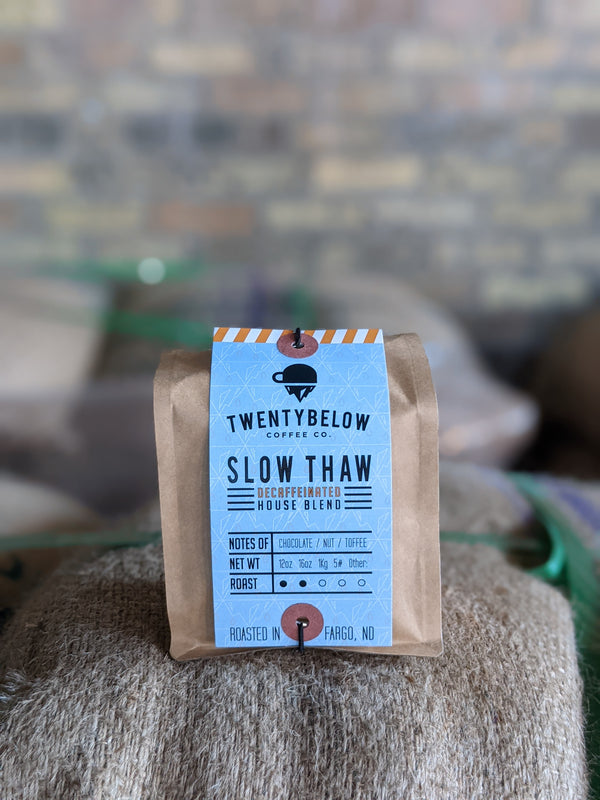 TWENTYBELOW
COFFEE CO.
SLOW THAW
DECAFFEINATED
HOUSE BLEND
NOTES OF CHOCOLATE / NUT / TOFFEE
NET WT 12oz 16oz 1Kg 5# Other:
ROAST
ROASTED IN FARGO, ND